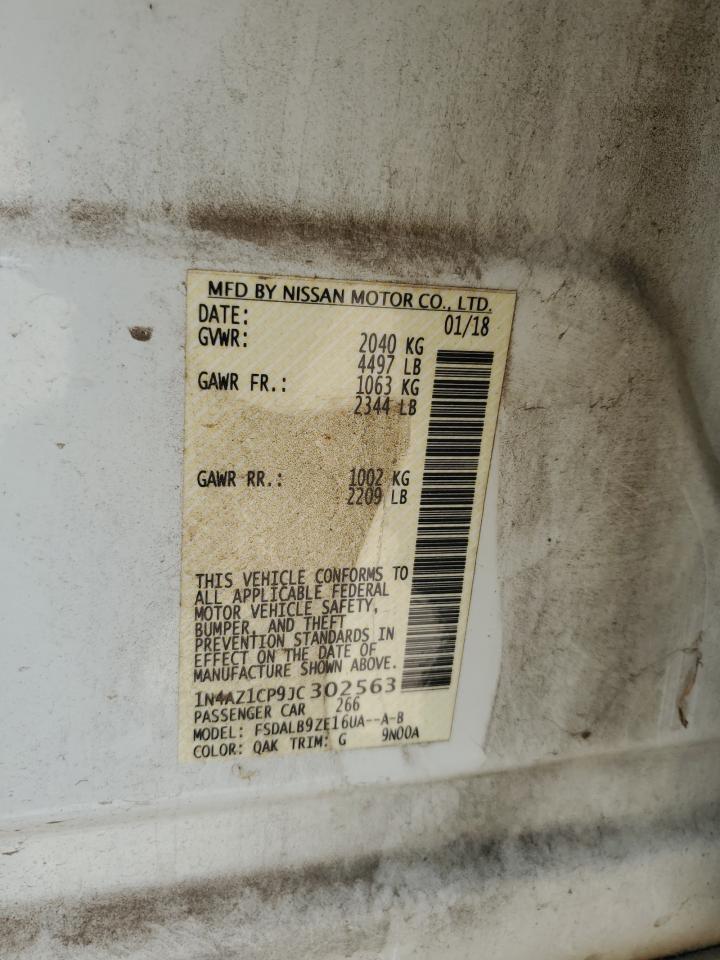 MFD BY NISSAN MOTOR CO., LTD.
DATE: 01/18
GVWR: 2040 KG
4497 LB
GAWR FR.: 1063 KG
2344 LB
GAWR RR.: 1002 KG
2209 LB
THIS VEHICLE CONFORMS TO
ALL APPLICABLE FEDERAL
MOTOR VEHICLE SAFETY,
BUMPER, AND THEFT
PREVENTION STANDARDS IN
EFFECT ON THE DATE OF
MANUFACTURE SHOWN ABOVE.
1N4AZ1CP9JC302563
PASSENGER CAR 266
MODEL: FSDALB9ZE16UA--A-B
COLOR: QAK TRIM: G 9N00A